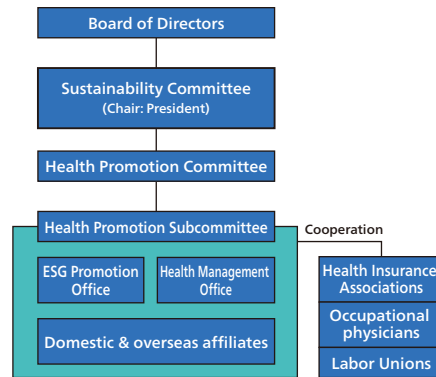 Board of Directors
Sustainability Committee
(Chair: President)
Health Promotion Committee
Health Promotion Subcommittee
Cooperation
ESG Promotion
Office
Health Management
Office
Domestic & overseas affiliates
Health Insurance
Associations
Occupational
physicians
Labor Unions